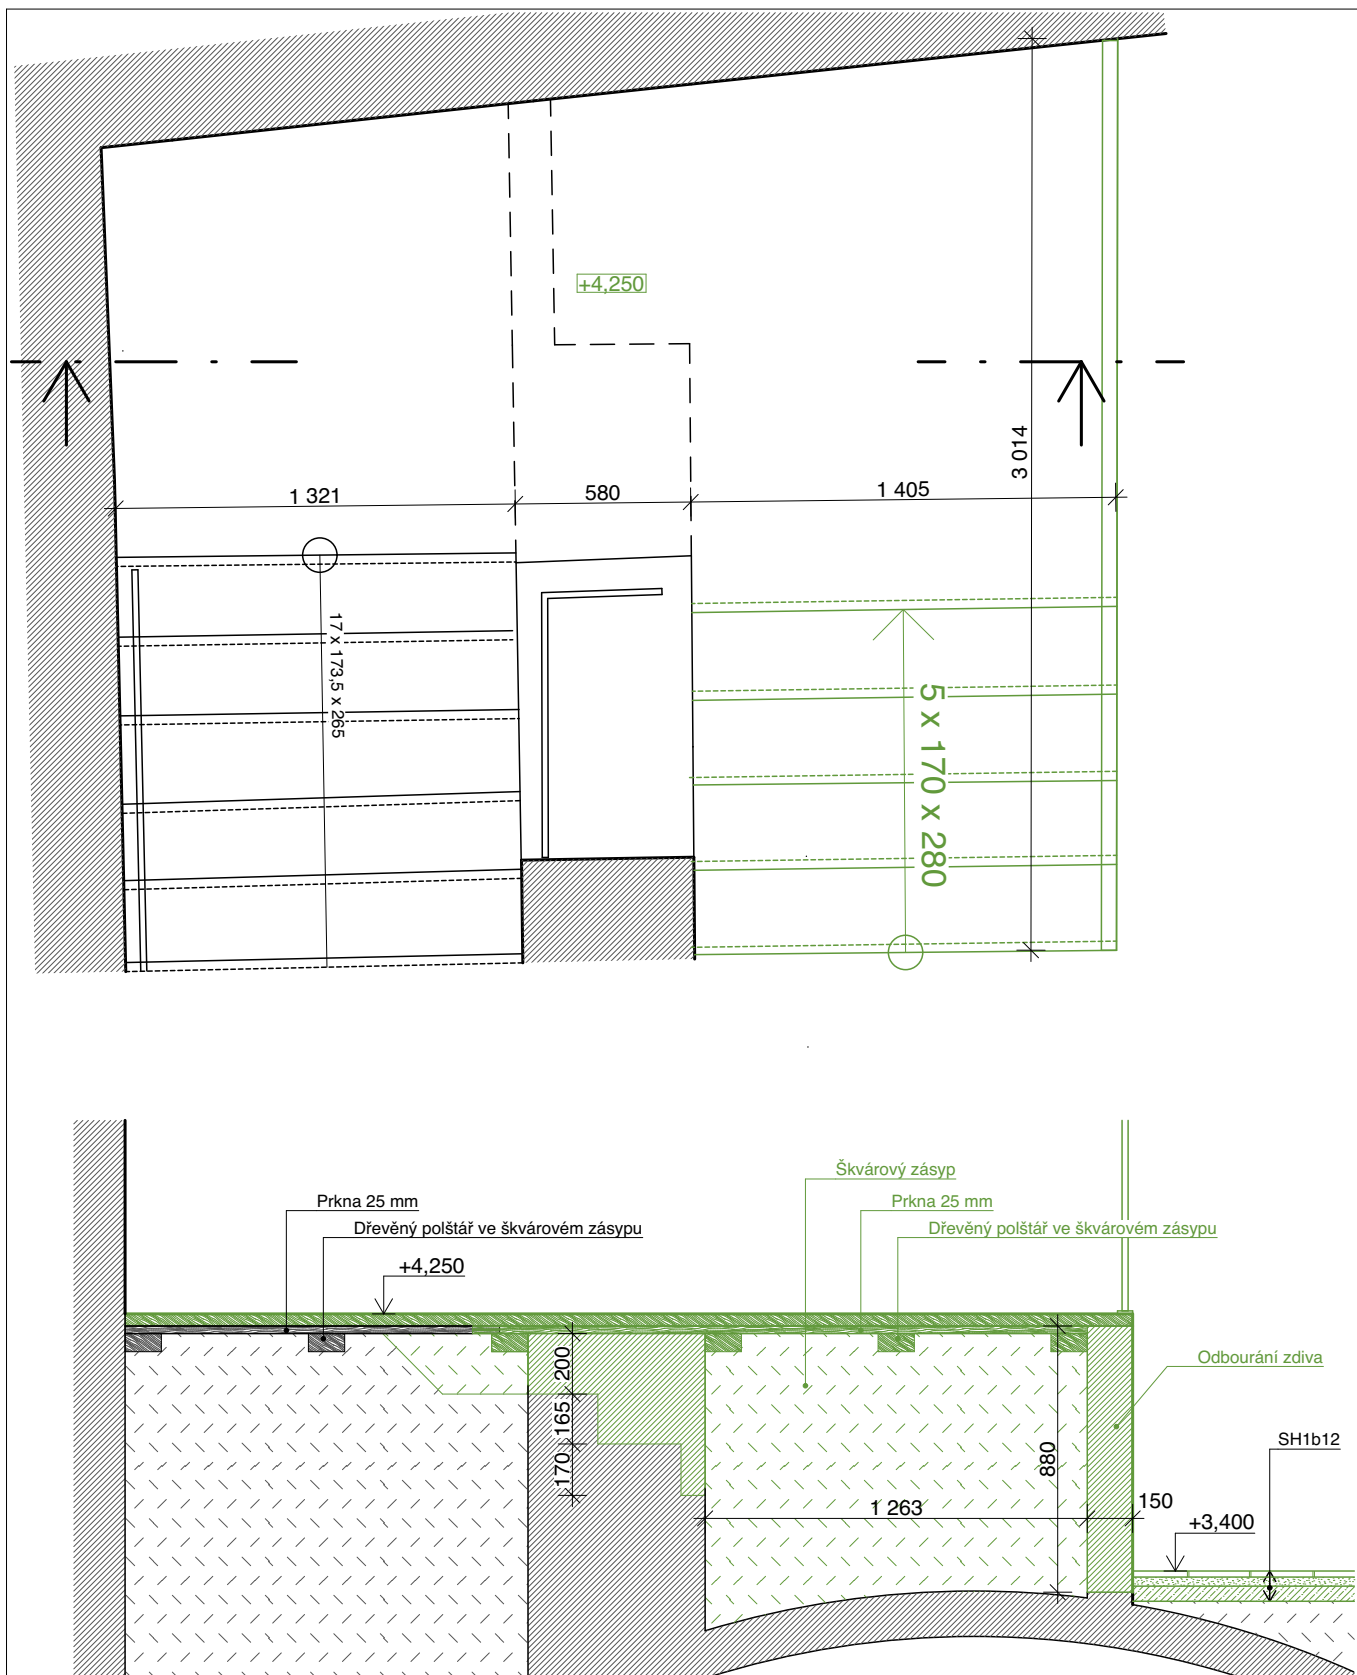 +4,250
3 014
1 321
580
1 405
17 x 173,5 x 265
5 x 170 x 280
Škvárový zásyp
Prkna 25 mm
Prkna 25 mm
Dřevěný polštář ve škvárovém zásypu
Dřevěný polštář ve škvárovém zásypu
+4,250
200
165
170
880
Odbourání zdiva
SH1b12
1 263
150
+3,400